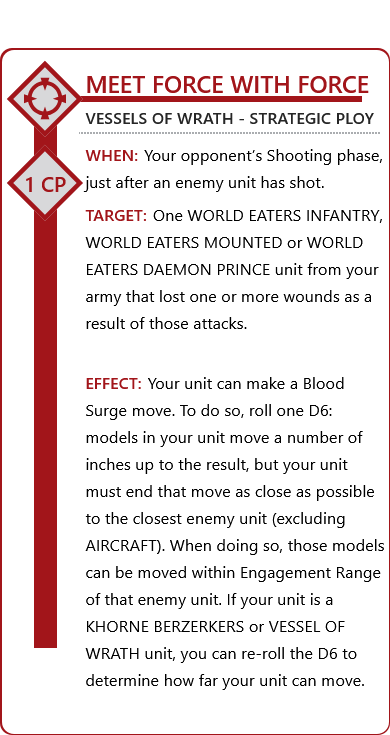 MEET FORCE WITH FORCE
VESSELS OF WRATH - STRATEGIC PLOY
WHEN: Your opponent's Shooting phase,
1 CP
just after an enemy unit has shot.
TARGET: One WORLD EATERS INFANTRY,
WORLD EATERS MOUNTED or WORLD
EATERS DAEMON PRINCE unit from your
army that lost one or more wounds as a
result of those attacks.
EFFECT: Your unit can make a Blood
Surge move. To do so, roll one D6:
models in your unit move a number of
inches up to the result, but your unit
must end that move as close as possible
to the closest enemy unit (excluding
AIRCRAFT). When doing so, those models
can be moved within Engagement Range
of that enemy unit. If your unit is a
KHORNE BERZERKERS or VESSEL OF
WRATH unit, you can re-roll the D6 to
determine how far your unit can move.